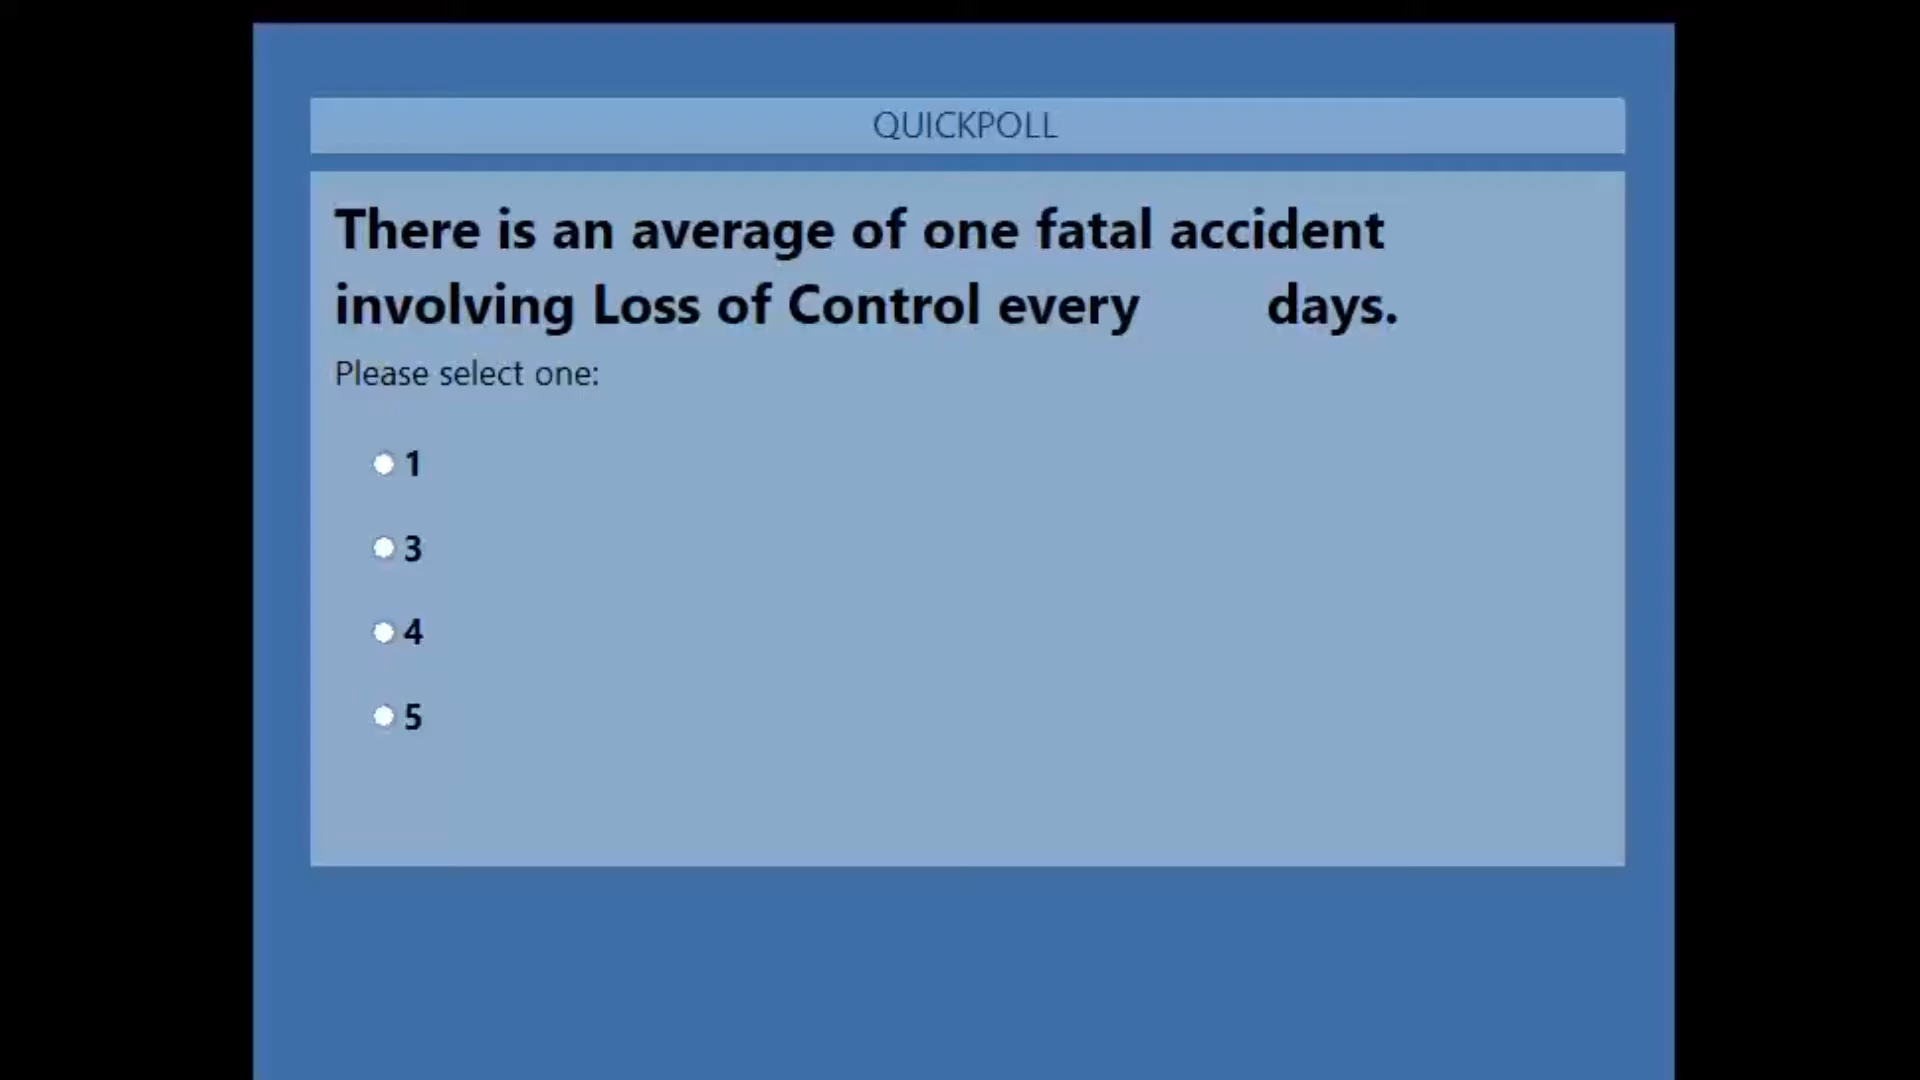 QUICKPOLL
There is an average of one fatal accident
involving Loss of Control every days.
Please select one:
1
3
4
5